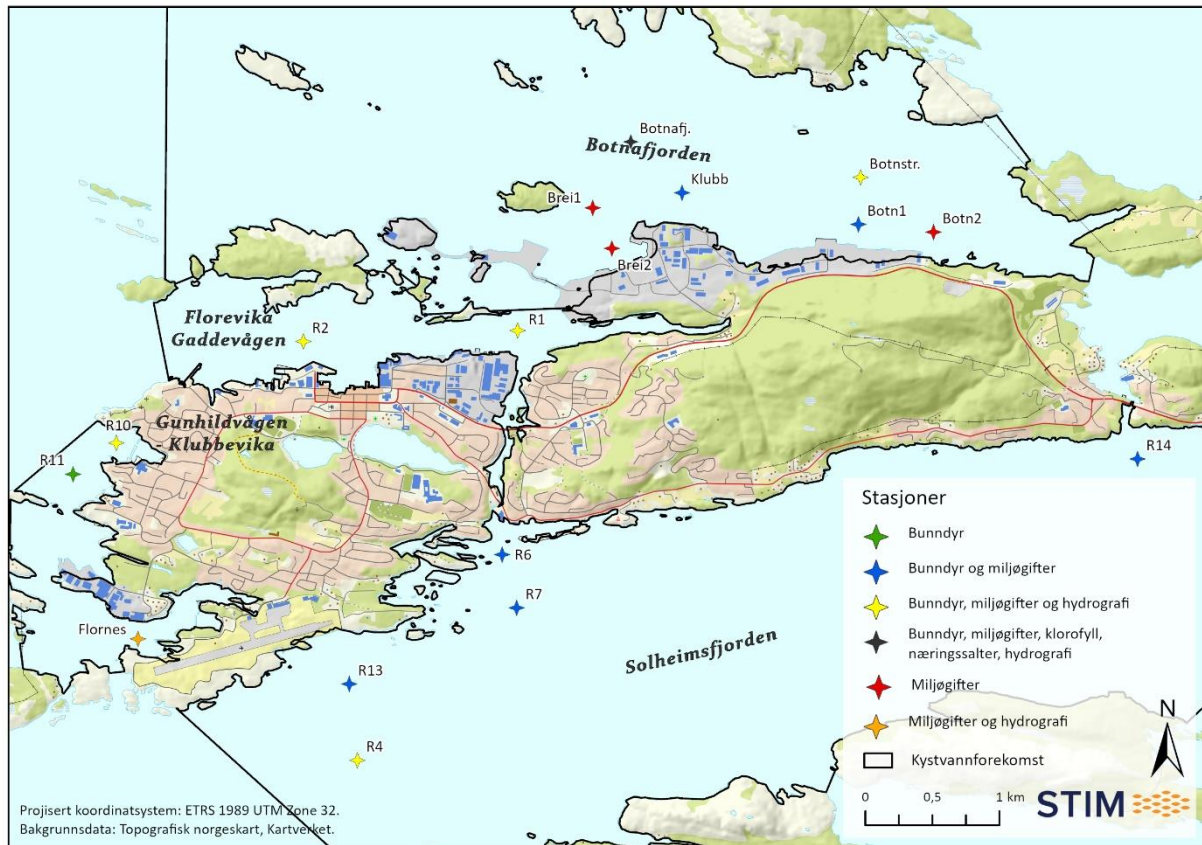 Botnafj.
Botnafjorden
Botnstr.
Klubb
Brei1
Botn1
Botn2
Brei2
Florevika
Gaddevågen
R1
R2
Gunhildvågen
- Klubbevika
R10
R11
R14
R6
R7
Flornes
Solheimsfjorden
R13
R4
Stasjoner
Bunndyr
Bunndyr og miljøgifter
Bunndyr, miljøgifter og hydrografi
Bunndyr, miljøgifter, klorofyll,
næringssalter, hydrografi
Miljøgifter
Miljøgifter og hydrografi
Kystvannforekomst
N
0 0,5 1 km
STIM
Projisert koordinatsystem: ETRS 1989 UTM Zone 32.
Bakgrunnsdata: Topografisk norgeskart, Kartverket.